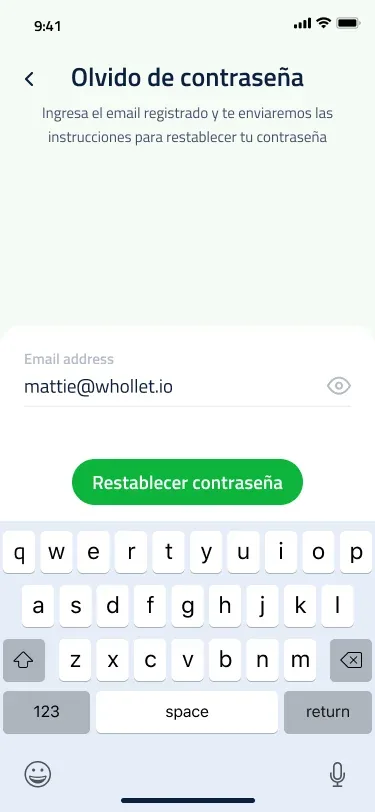 9:41
Olvido de contraseña
Ingresa el email registrado y te enviaremos las
instrucciones para restablecer tu contraseña
Email address
mattie@whollet.io
Restablecer contraseña
q w e r t y u i o p
a s d f g h j k l
z x c v b n m
123 space return